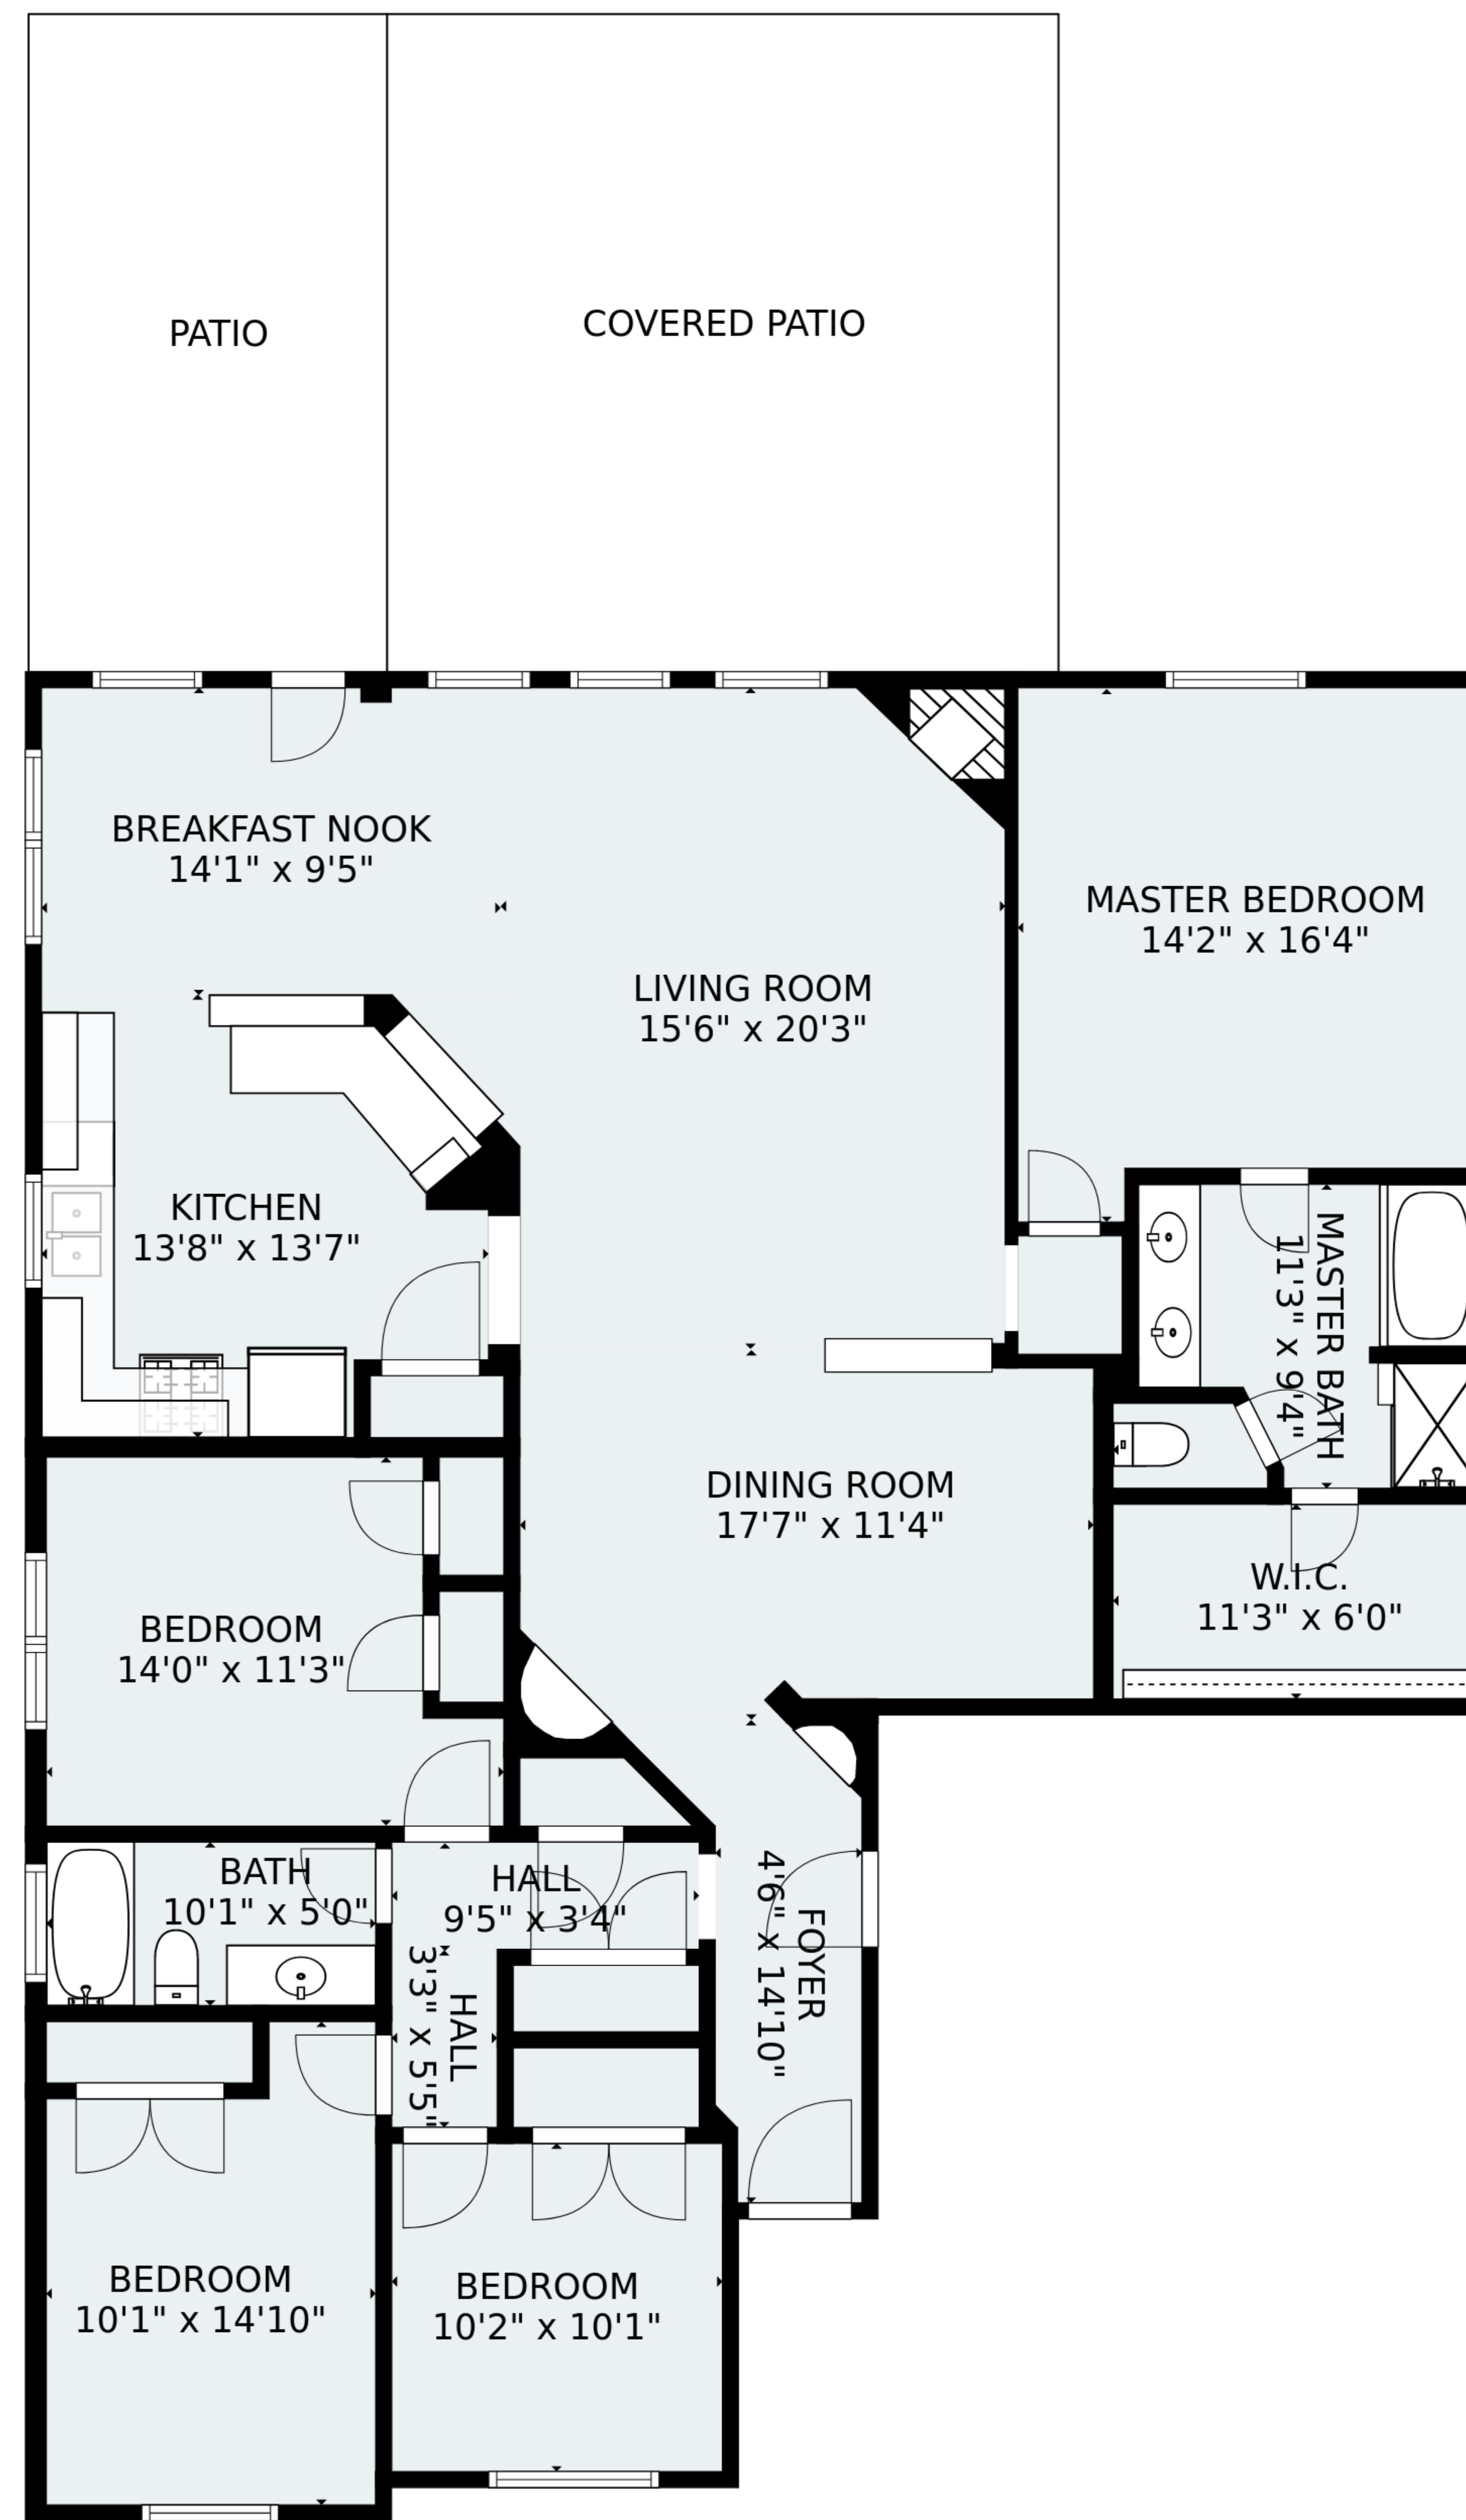 PATIO
COVERED PATIO
BREAKFAST NOOK
14'1" x 9'5"
MASTER BEDROOM
14'2" x 16'4"
LIVING ROOM
15'6" x 20'3"
KITCHEN
13'8" x 13'7"
MASTER BATH
11'3" x 9'4"
DINING ROOM
17'7" x 11'4"
W.I.C.
11'3" x 6'0"
BEDROOM
14'0" x 11'3"
BATH
10'1" x 5'0"
HALL
9'5" x 3'4"
FOYER
4'6" x 14'10"
HALL
3'3" x 5'5"
BEDROOM
10'1" x 14'10"
BEDROOM
10'2" x 10'1"